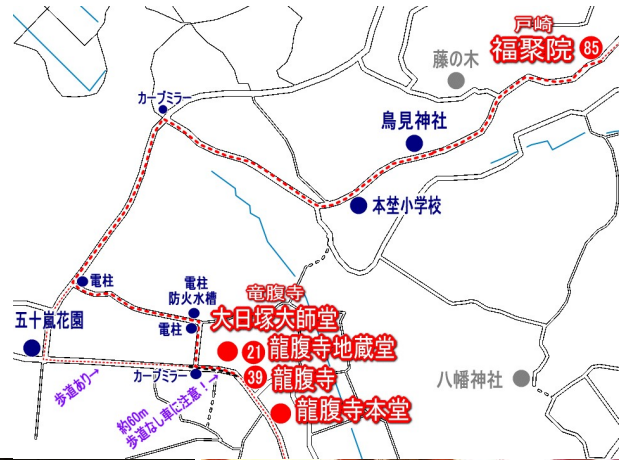 戸崎
福聚院 85
藤の木
カーブミラー
鳥見神社
本埜小学校
電柱
電柱
防火水槽
竜腹寺
大日塚大師堂
五十嵐花園
電柱
21 龍腹寺地蔵堂
カーブミラー
39 龍腹寺
八幡神社
歩道あり→
約60m
歩道なし車に注意！→
龍腹寺本堂